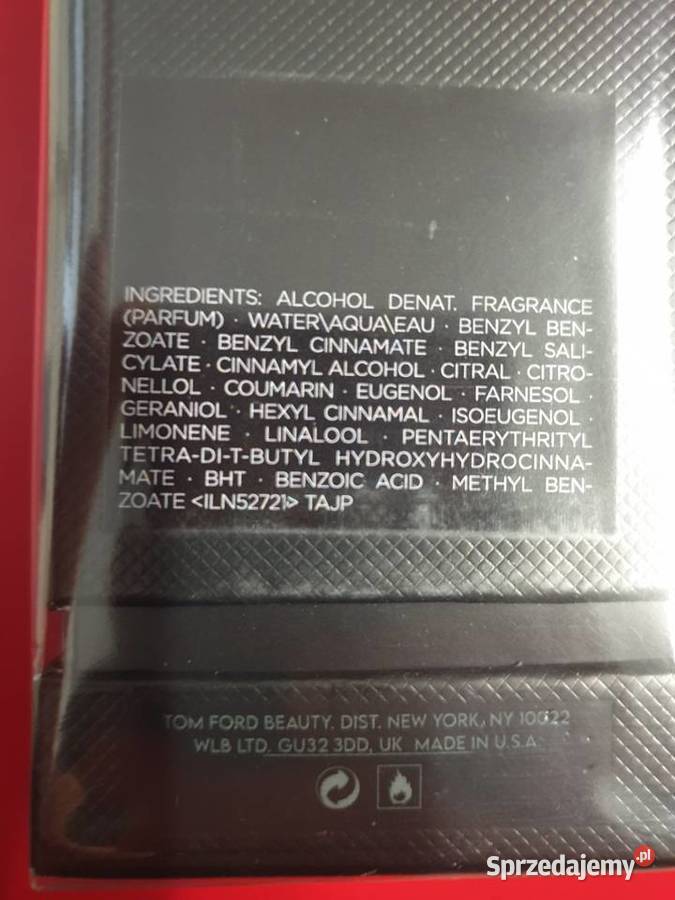 INGREDIENTS: ALCOHOL DENAT. FRAGRANCE
(PARFUM) · WATER\AQUA\EAU · BENZYL BEN-
ZOATE · BENZYL CINNAMATE · BENZYL SALI-
CYLATE · CINNAMYL ALCOHOL · CITRAL · CITRO-
NELLOL · COUMARIN · EUGENOL · FARNESOL ·
GERANIOL · HEXYL CINNAMAL · ISOEUGENOL ·
LIMONENE · LINALOOL · PENTAERYTHRITYL
TETRA-DI-T-BUTYL HYDROXYHYDROCINNA-
MATE · BHT · BENZOIC ACID · METHYL BEN-
ZOATE <ILN52721> TAJP
TOM FORD BEAUTY. DIST. NEW YORK, NY 10022
WLB LTD. GU32 3DD, UK MADE IN U.S.A.
Sprzedajemy.pl